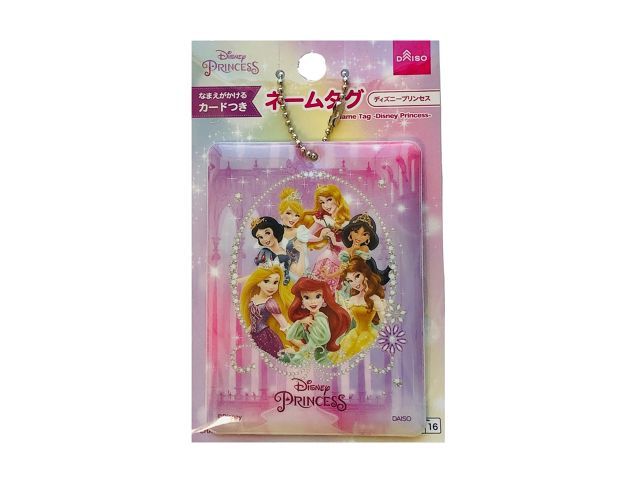 Disney
PRINCESS
DAISO
なまえがかける
カードつき
ネームタグ
ディズニープリンセス
Name Tag -Disney Princess-
Disney
PRINCESS
©Disney
DAISO
16